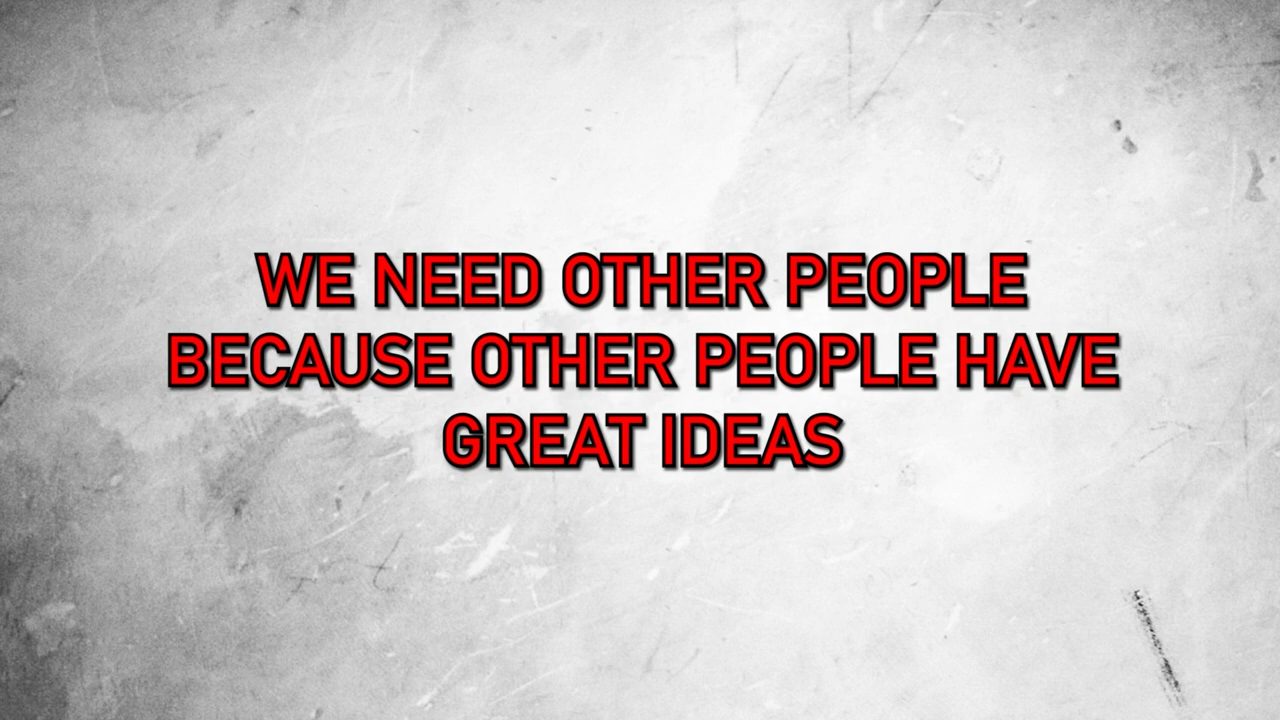 WE NEED OTHER PEOPLE
BECAUSE OTHER PEOPLE HAVE
GREAT IDEAS